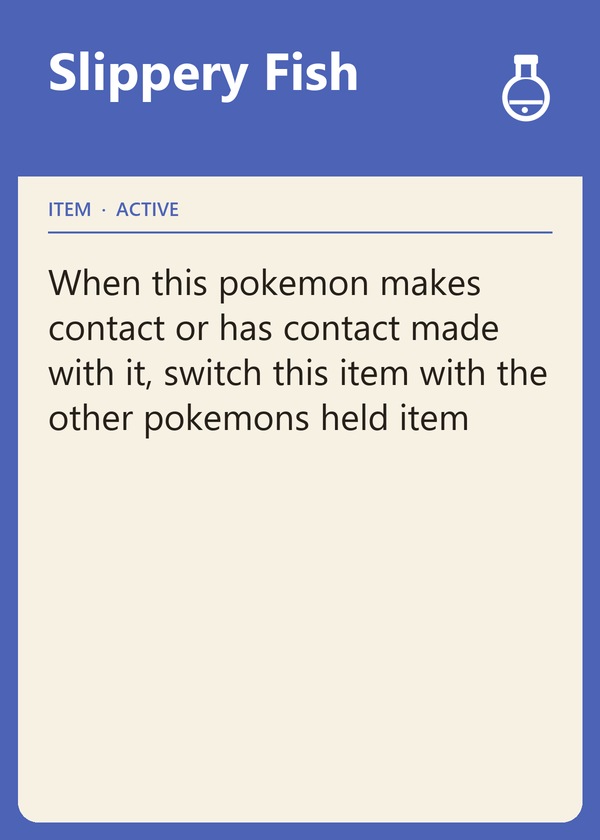 Slippery Fish
ITEM · ACTIVE
When this pokemon makes
contact or has contact made
with it, switch this item with the
other pokemons held item